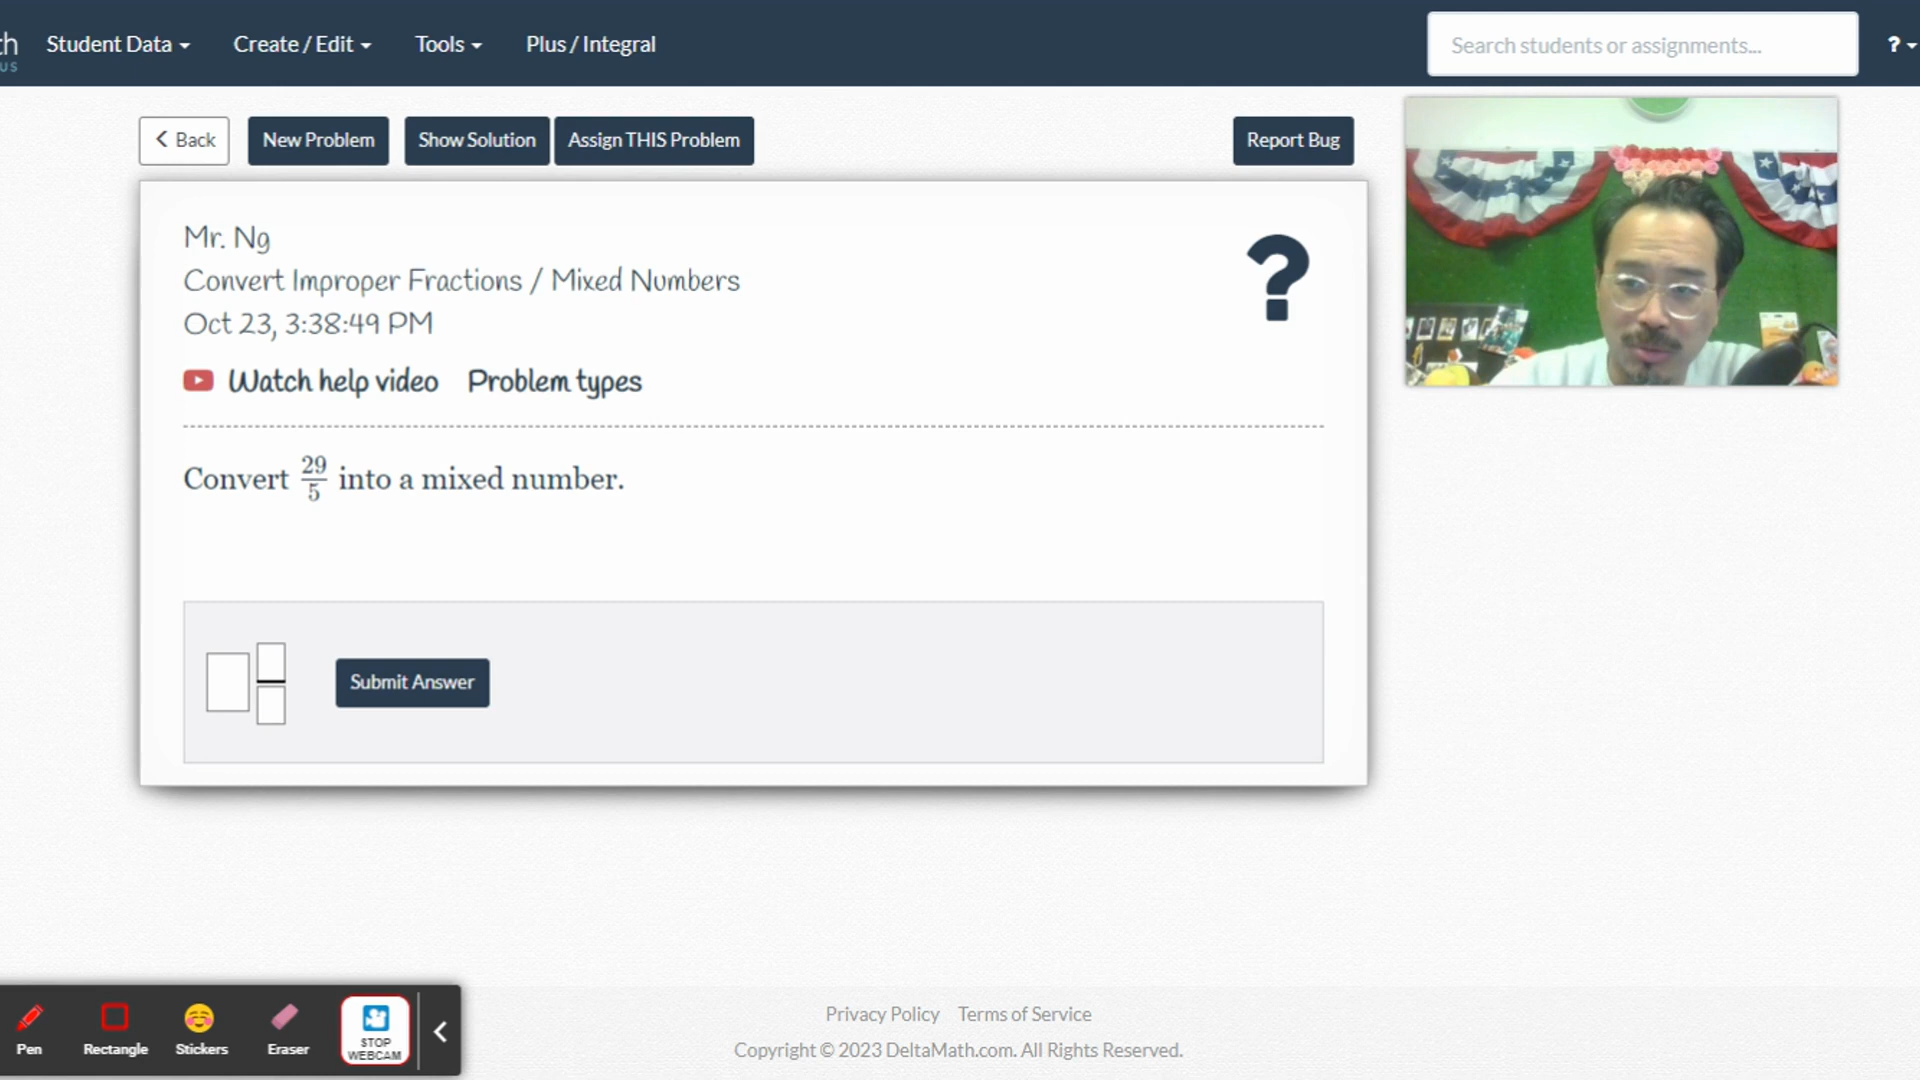 th
US
Student Data
Create / Edit
Tools
Plus / Integral
Search students or assignments...
?
Back
New Problem
Show Solution
Assign THIS Problem
Report Bug
Mr. Ng
Convert Improper Fractions / Mixed Numbers
Oct 23, 3:38:49 PM
?
Watch help video
Problem types
Convert 29/5 into a mixed number.
Submit Answer
Pen
Rectangle
Stickers
Eraser
STOP
WEBCAM
Privacy Policy
Terms of Service
Copyright © 2023 DeltaMath.com. All Rights Reserved.